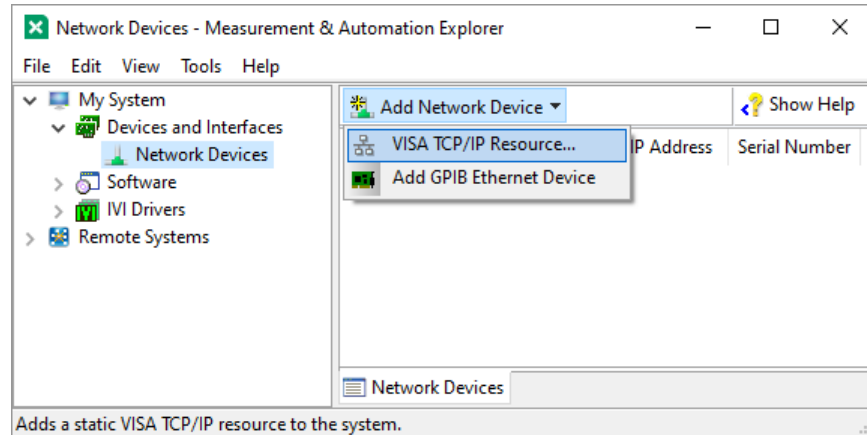 Network Devices - Measurement & Automation Explorer
File Edit View Tools Help
My System
Devices and Interfaces
Network Devices
Software
IVI Drivers
Remote Systems
Add Network Device
Show Help
VISA TCP/IP Resource...
IP Address Serial Number
Add GPIB Ethernet Device
Network Devices
Adds a static VISA TCP/IP resource to the system.